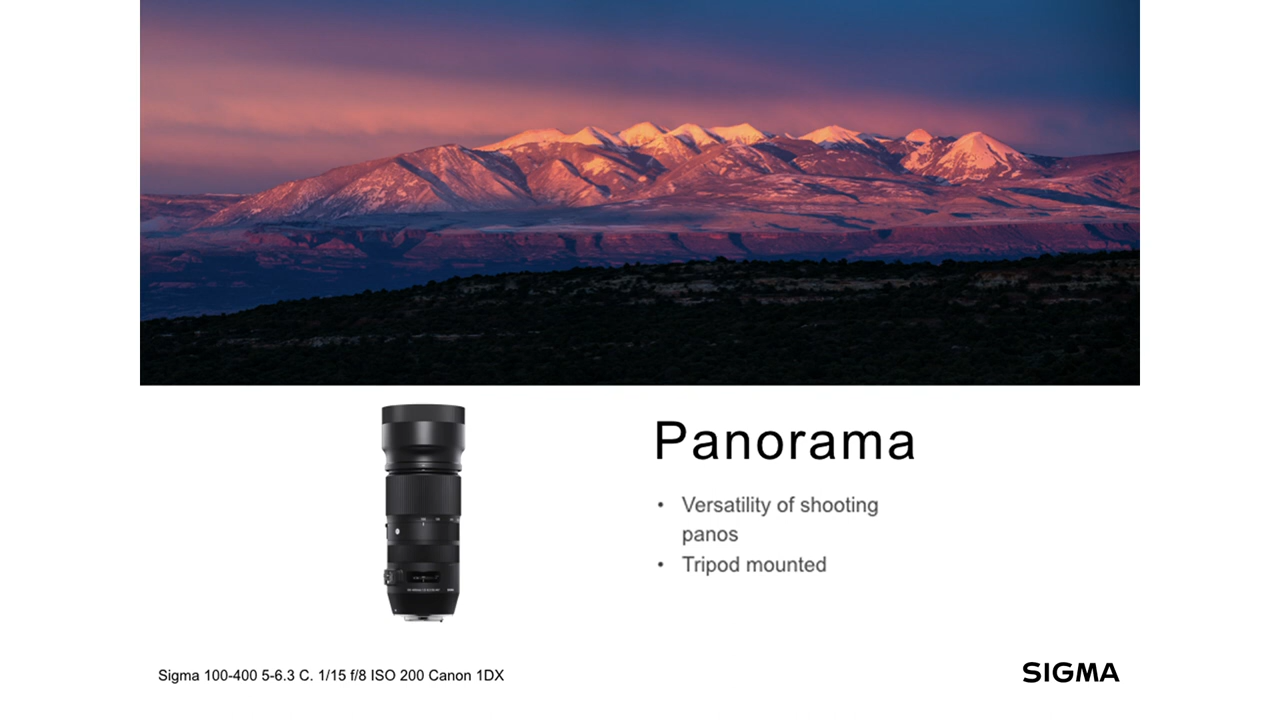 Panorama
• Versatility of shooting
panos
• Tripod mounted
Sigma 100-400 5-6.3 C. 1/15 f/8 ISO 200 Canon 1DX
SIGMA